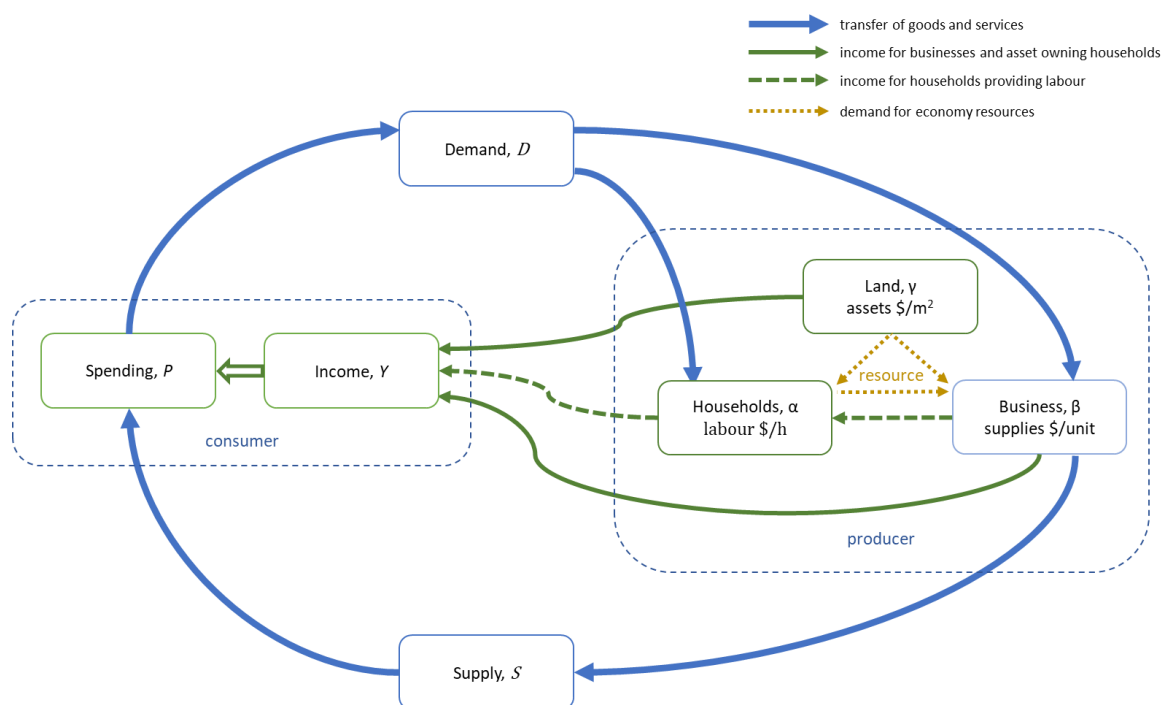 transfer of goods and services
income for businesses and asset owning households
income for households providing labour
demand for economy resources
Demand, D
Land, γ
assets $/m²
Spending, P
Income, Y
resource
Households, α
labour $/h
Business, β
supplies $/unit
consumer
producer
Supply, S